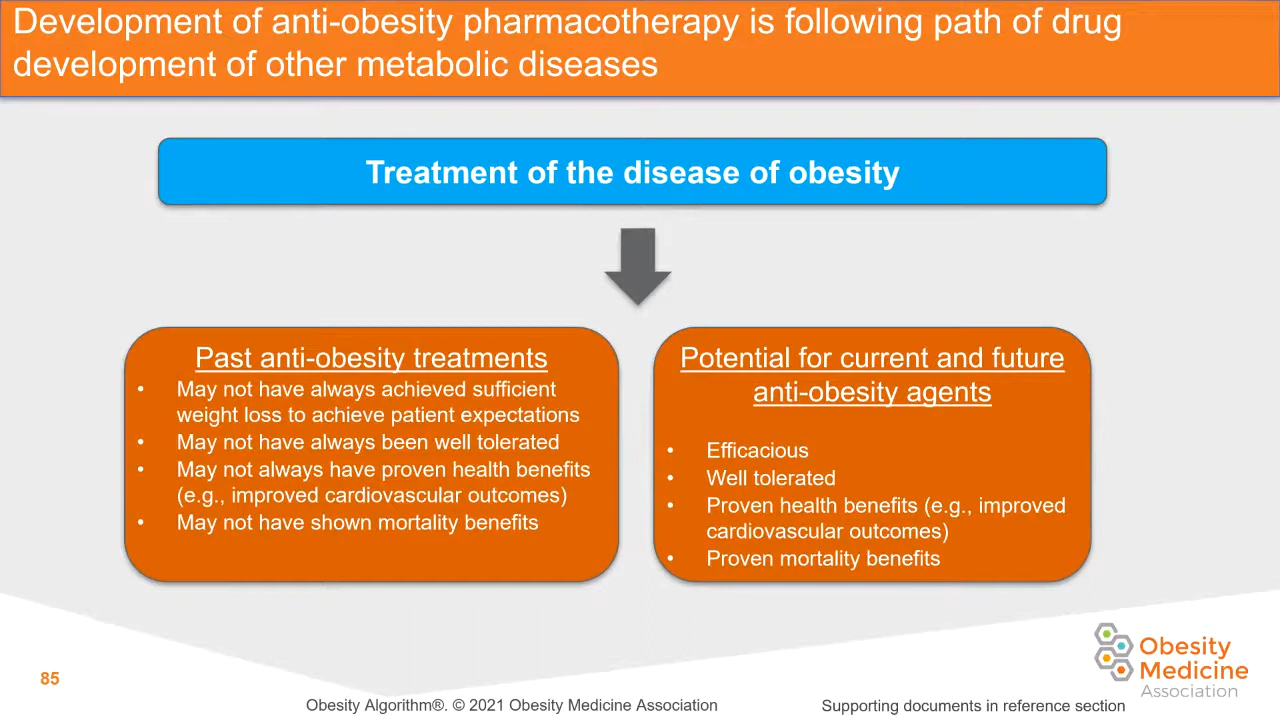 Development of anti-obesity pharmacotherapy is following path of drug
development of other metabolic diseases
Treatment of the disease of obesity
Past anti-obesity treatments
• May not have always achieved sufficient
weight loss to achieve patient expectations
• May not have always been well tolerated
• May not always have proven health benefits
(e.g., improved cardiovascular outcomes)
• May not have shown mortality benefits
Potential for current and future
anti-obesity agents
• Efficacious
• Well tolerated
• Proven health benefits (e.g., improved
cardiovascular outcomes)
• Proven mortality benefits
Obesity
Medicine
Association
85
Obesity Algorithm®. © 2021 Obesity Medicine Association
Supporting documents in reference section